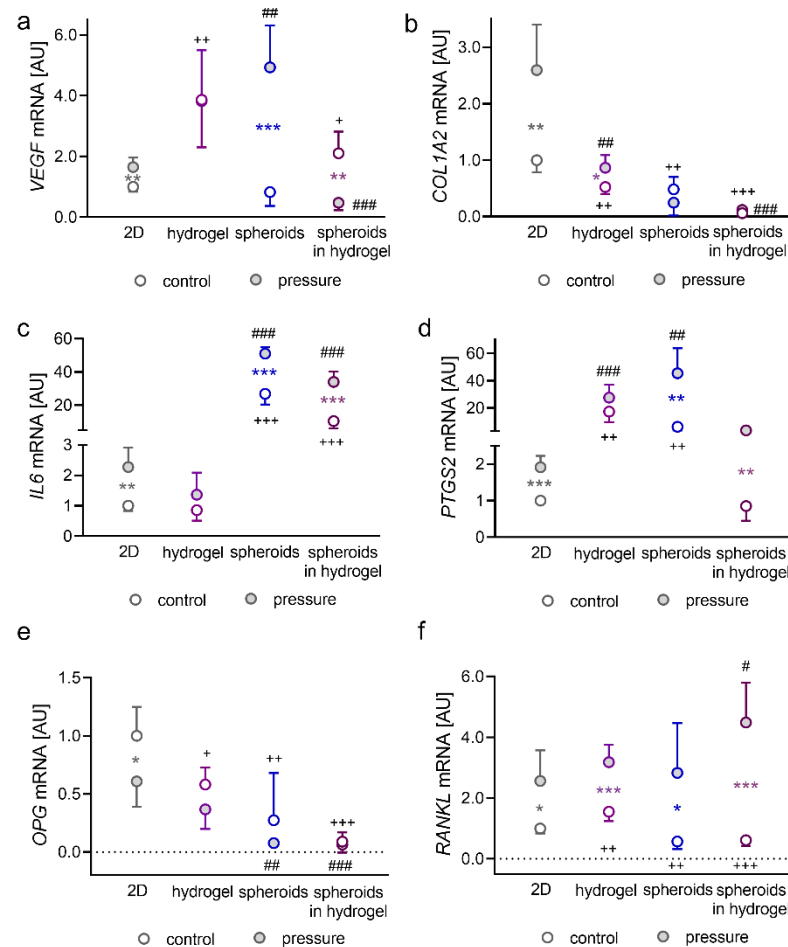 a
VEGF mRNA [AU]
6.0
4.0
2.0
0.0
** ++ ## *** + ** ###
2D hydrogel spheroids spheroids
in hydrogel
control pressure
b
COL1A2 mRNA [AU]
3.0
2.0
1.0
0.0
** ## * ++ ++ +++ ###
2D hydrogel spheroids spheroids
in hydrogel
control pressure
c
IL6 mRNA [AU]
60
40
20
3
2
1
0
** ### *** +++ ### *** +++
2D hydrogel spheroids spheroids
in hydrogel
control pressure
d
PTGS2 mRNA [AU]
60
40
20
2
1
0
*** ### ++ ## ** ++ **
2D hydrogel spheroids spheroids
in hydrogel
control pressure
e
OPG mRNA [AU]
1.5
1.0
0.5
0.0
* + ++ ## +++ ###
2D hydrogel spheroids spheroids
in hydrogel
control pressure
f
RANKL mRNA [AU]
6.0
4.0
2.0
0.0
* *** ++ * ++ # *** +++
2D hydrogel spheroids spheroids
in hydrogel
control pressure